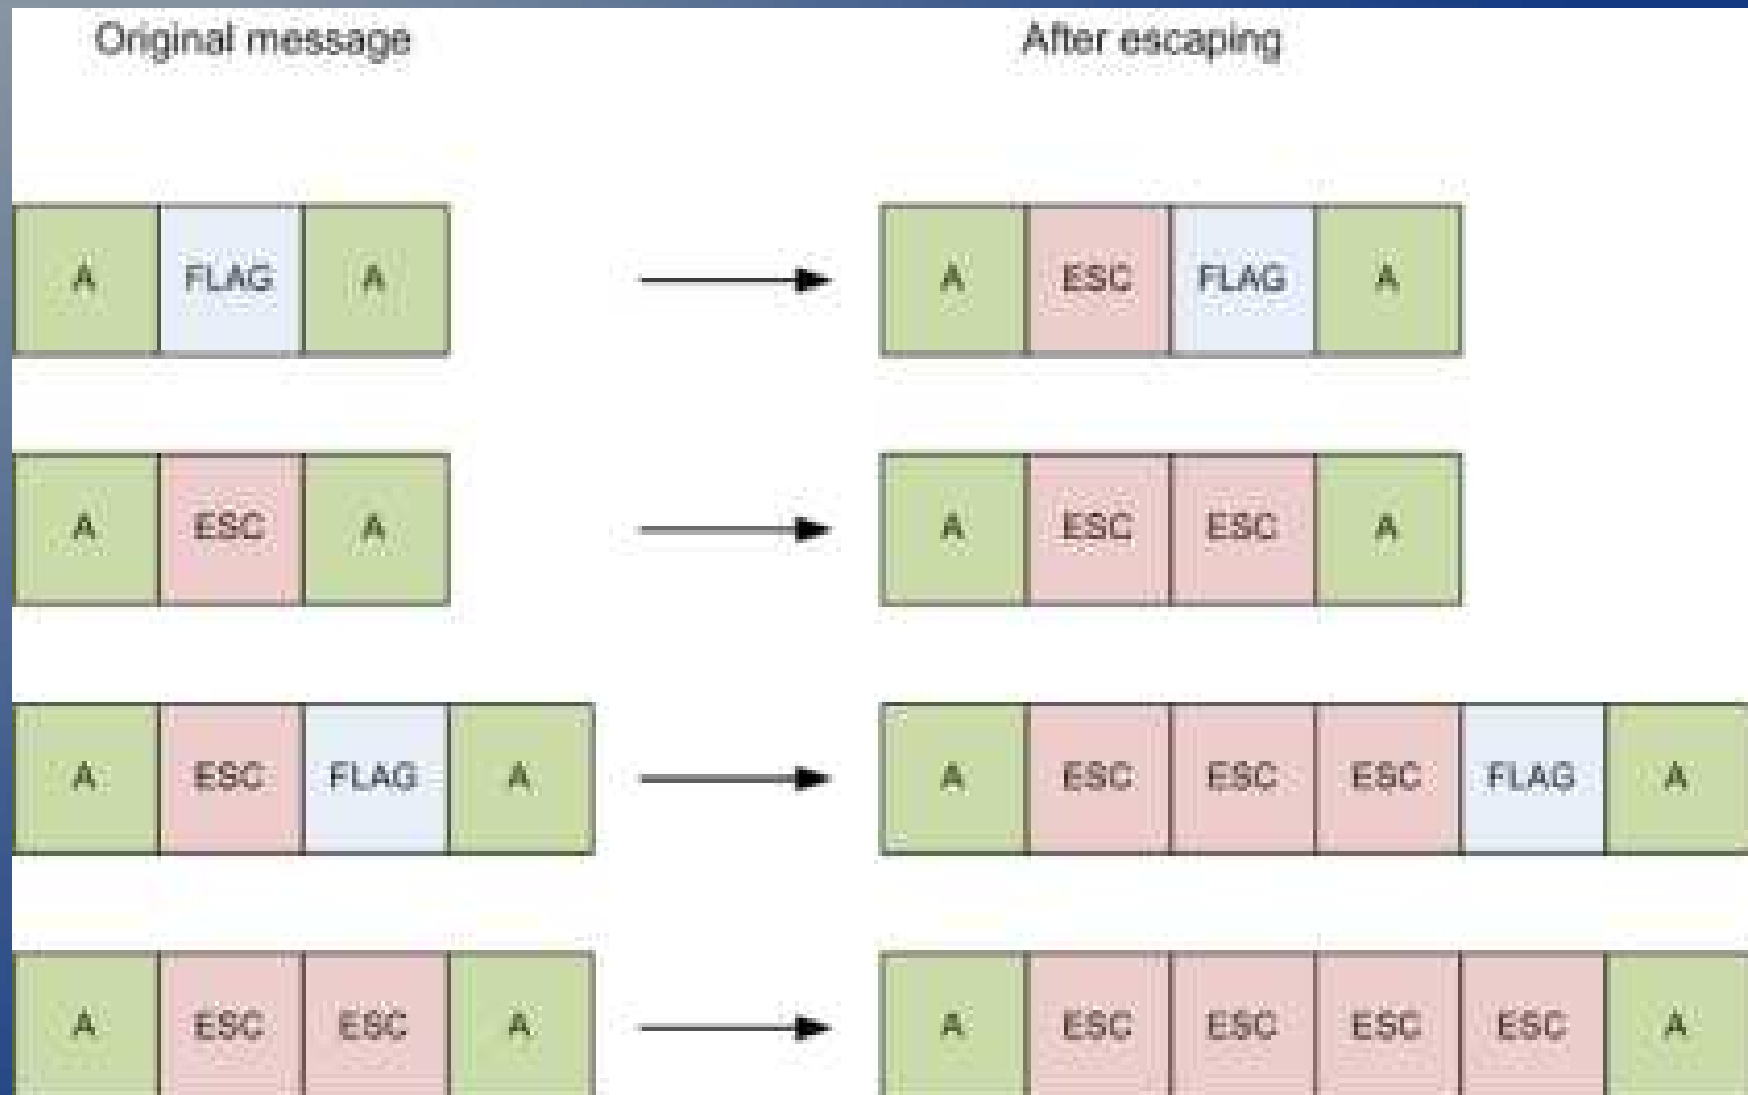 Original message After escaping
A FLAG A A ESC FLAG A
A ESC A A ESC ESC A
A ESC FLAG A A ESC ESC ESC FLAG A
A ESC ESC A A ESC ESC ESC ESC A